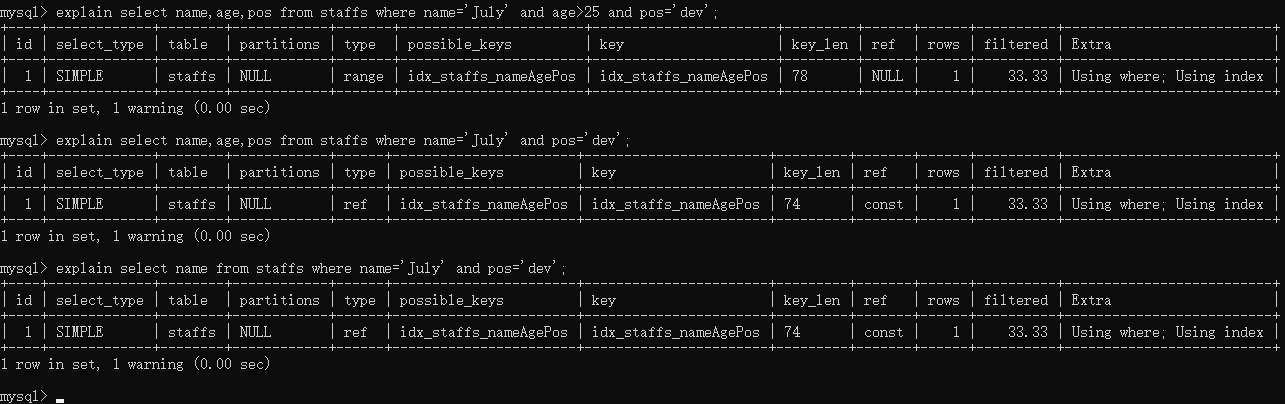 mysql> explain select name,age,pos from staffs where name='July' and age>25 and pos='dev';
+----+-------------+--------+------------+-------+-----------------------+-----------------------+---------+------+------+----------+--------------------------+
| id | select_type | table | partitions | type | possible_keys | key | key_len | ref | rows | filtered | Extra |
+----+-------------+--------+------------+-------+-----------------------+-----------------------+---------+------+------+----------+--------------------------+
| 1 | SIMPLE | staffs | NULL | range | idx_staffs_nameAgePos | idx_staffs_nameAgePos | 78 | NULL | 1 | 33.33 | Using where; Using index |
+----+-------------+--------+------------+-------+-----------------------+-----------------------+---------+------+------+----------+--------------------------+
1 row in set, 1 warning (0.00 sec)
mysql> explain select name,age,pos from staffs where name='July' and pos='dev';
+----+-------------+--------+------------+------+-----------------------+-----------------------+---------+-------+------+----------+--------------------------+
| id | select_type | table | partitions | type | possible_keys | key | key_len | ref | rows | filtered | Extra |
+----+-------------+--------+------------+------+-----------------------+-----------------------+---------+-------+------+----------+--------------------------+
| 1 | SIMPLE | staffs | NULL | ref | idx_staffs_nameAgePos | idx_staffs_nameAgePos | 74 | const | 1 | 33.33 | Using where; Using index |
+----+-------------+--------+------------+------+-----------------------+-----------------------+---------+-------+------+----------+--------------------------+
1 row in set, 1 warning (0.00 sec)
mysql> explain select name from staffs where name='July' and pos='dev';
+----+-------------+--------+------------+------+-----------------------+-----------------------+---------+-------+------+----------+--------------------------+
| id | select_type | table | partitions | type | possible_keys | key | key_len | ref | rows | filtered | Extra |
+----+-------------+--------+------------+------+-----------------------+-----------------------+---------+-------+------+----------+--------------------------+
| 1 | SIMPLE | staffs | NULL | ref | idx_staffs_nameAgePos | idx_staffs_nameAgePos | 74 | const | 1 | 33.33 | Using where; Using index |
+----+-------------+--------+------------+------+-----------------------+-----------------------+---------+-------+------+----------+--------------------------+
1 row in set, 1 warning (0.00 sec)
mysql> _